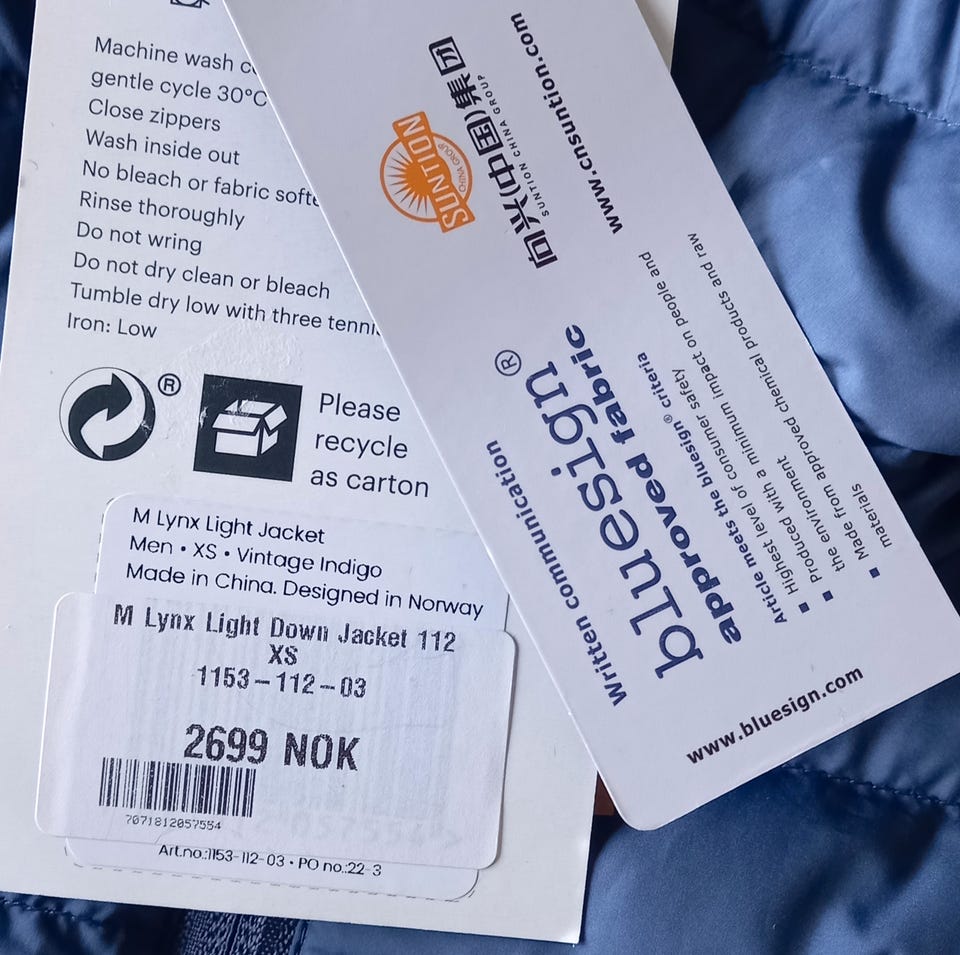 Machine wash
gentle cycle 30°C
Close zippers
Wash inside out
No bleach or fabric
Rinse thoroughly
Do not wring
Do not dry clean or bleach
Tumble dry low with three
Iron: Low
®
Please
recycle
as carton
M Lynx Light Jacket
Men • XS • Vintage Indigo
Made in China. Designed in Norway
M Lynx Light Down Jacket 112
XS
1153-112-03
2699 NOK
7071812057554
Art.no.:1153-112-03 • PO no.:22-3
SUNTION
CHINA GROUP
向兴(中国)集团
SUNTION CHINA GROUP
www.cnsuntion.com
Written communication
bluesign®
approved fabric
Article meets the bluesign® criteria
▪ Highest level of consumer safety
▪ Produced with a minimum impact on people and
the environment
▪ Made from approved chemical products and raw
materials
www.bluesign.com